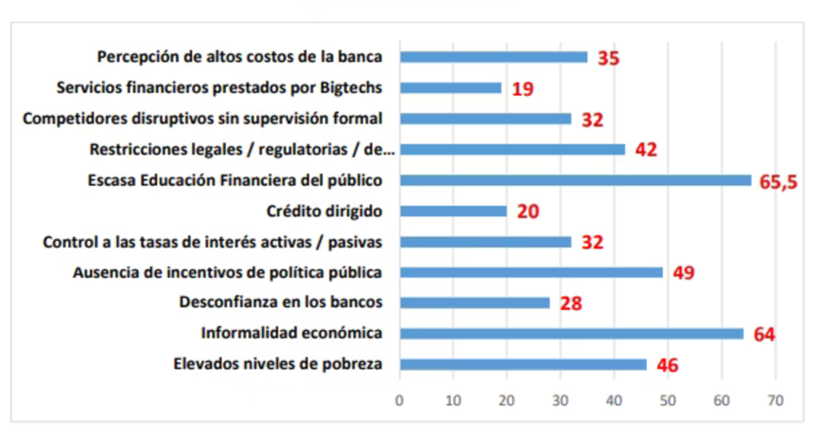 Percepción de altos costos de la banca 35
Servicios financieros prestados por Bigtechs 19
Competidores disruptivos sin supervisión formal 32
Restricciones legales / regulatorias / de... 42
Escasa Educación Financiera del público 65,5
Crédito dirigido 20
Control a las tasas de interés activas / pasivas 32
Ausencia de incentivos de política pública 49
Desconfianza en los bancos 28
Informalidad económica 64
Elevados niveles de pobreza 46
0 10 20 30 40 50 60 70